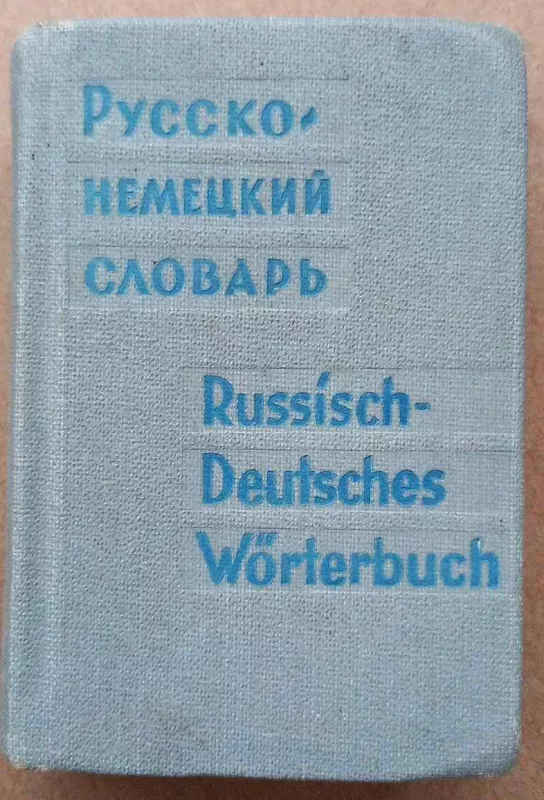 Русско-
немецкий
словарь
Russisch-
Deutsches
Wörterbuch